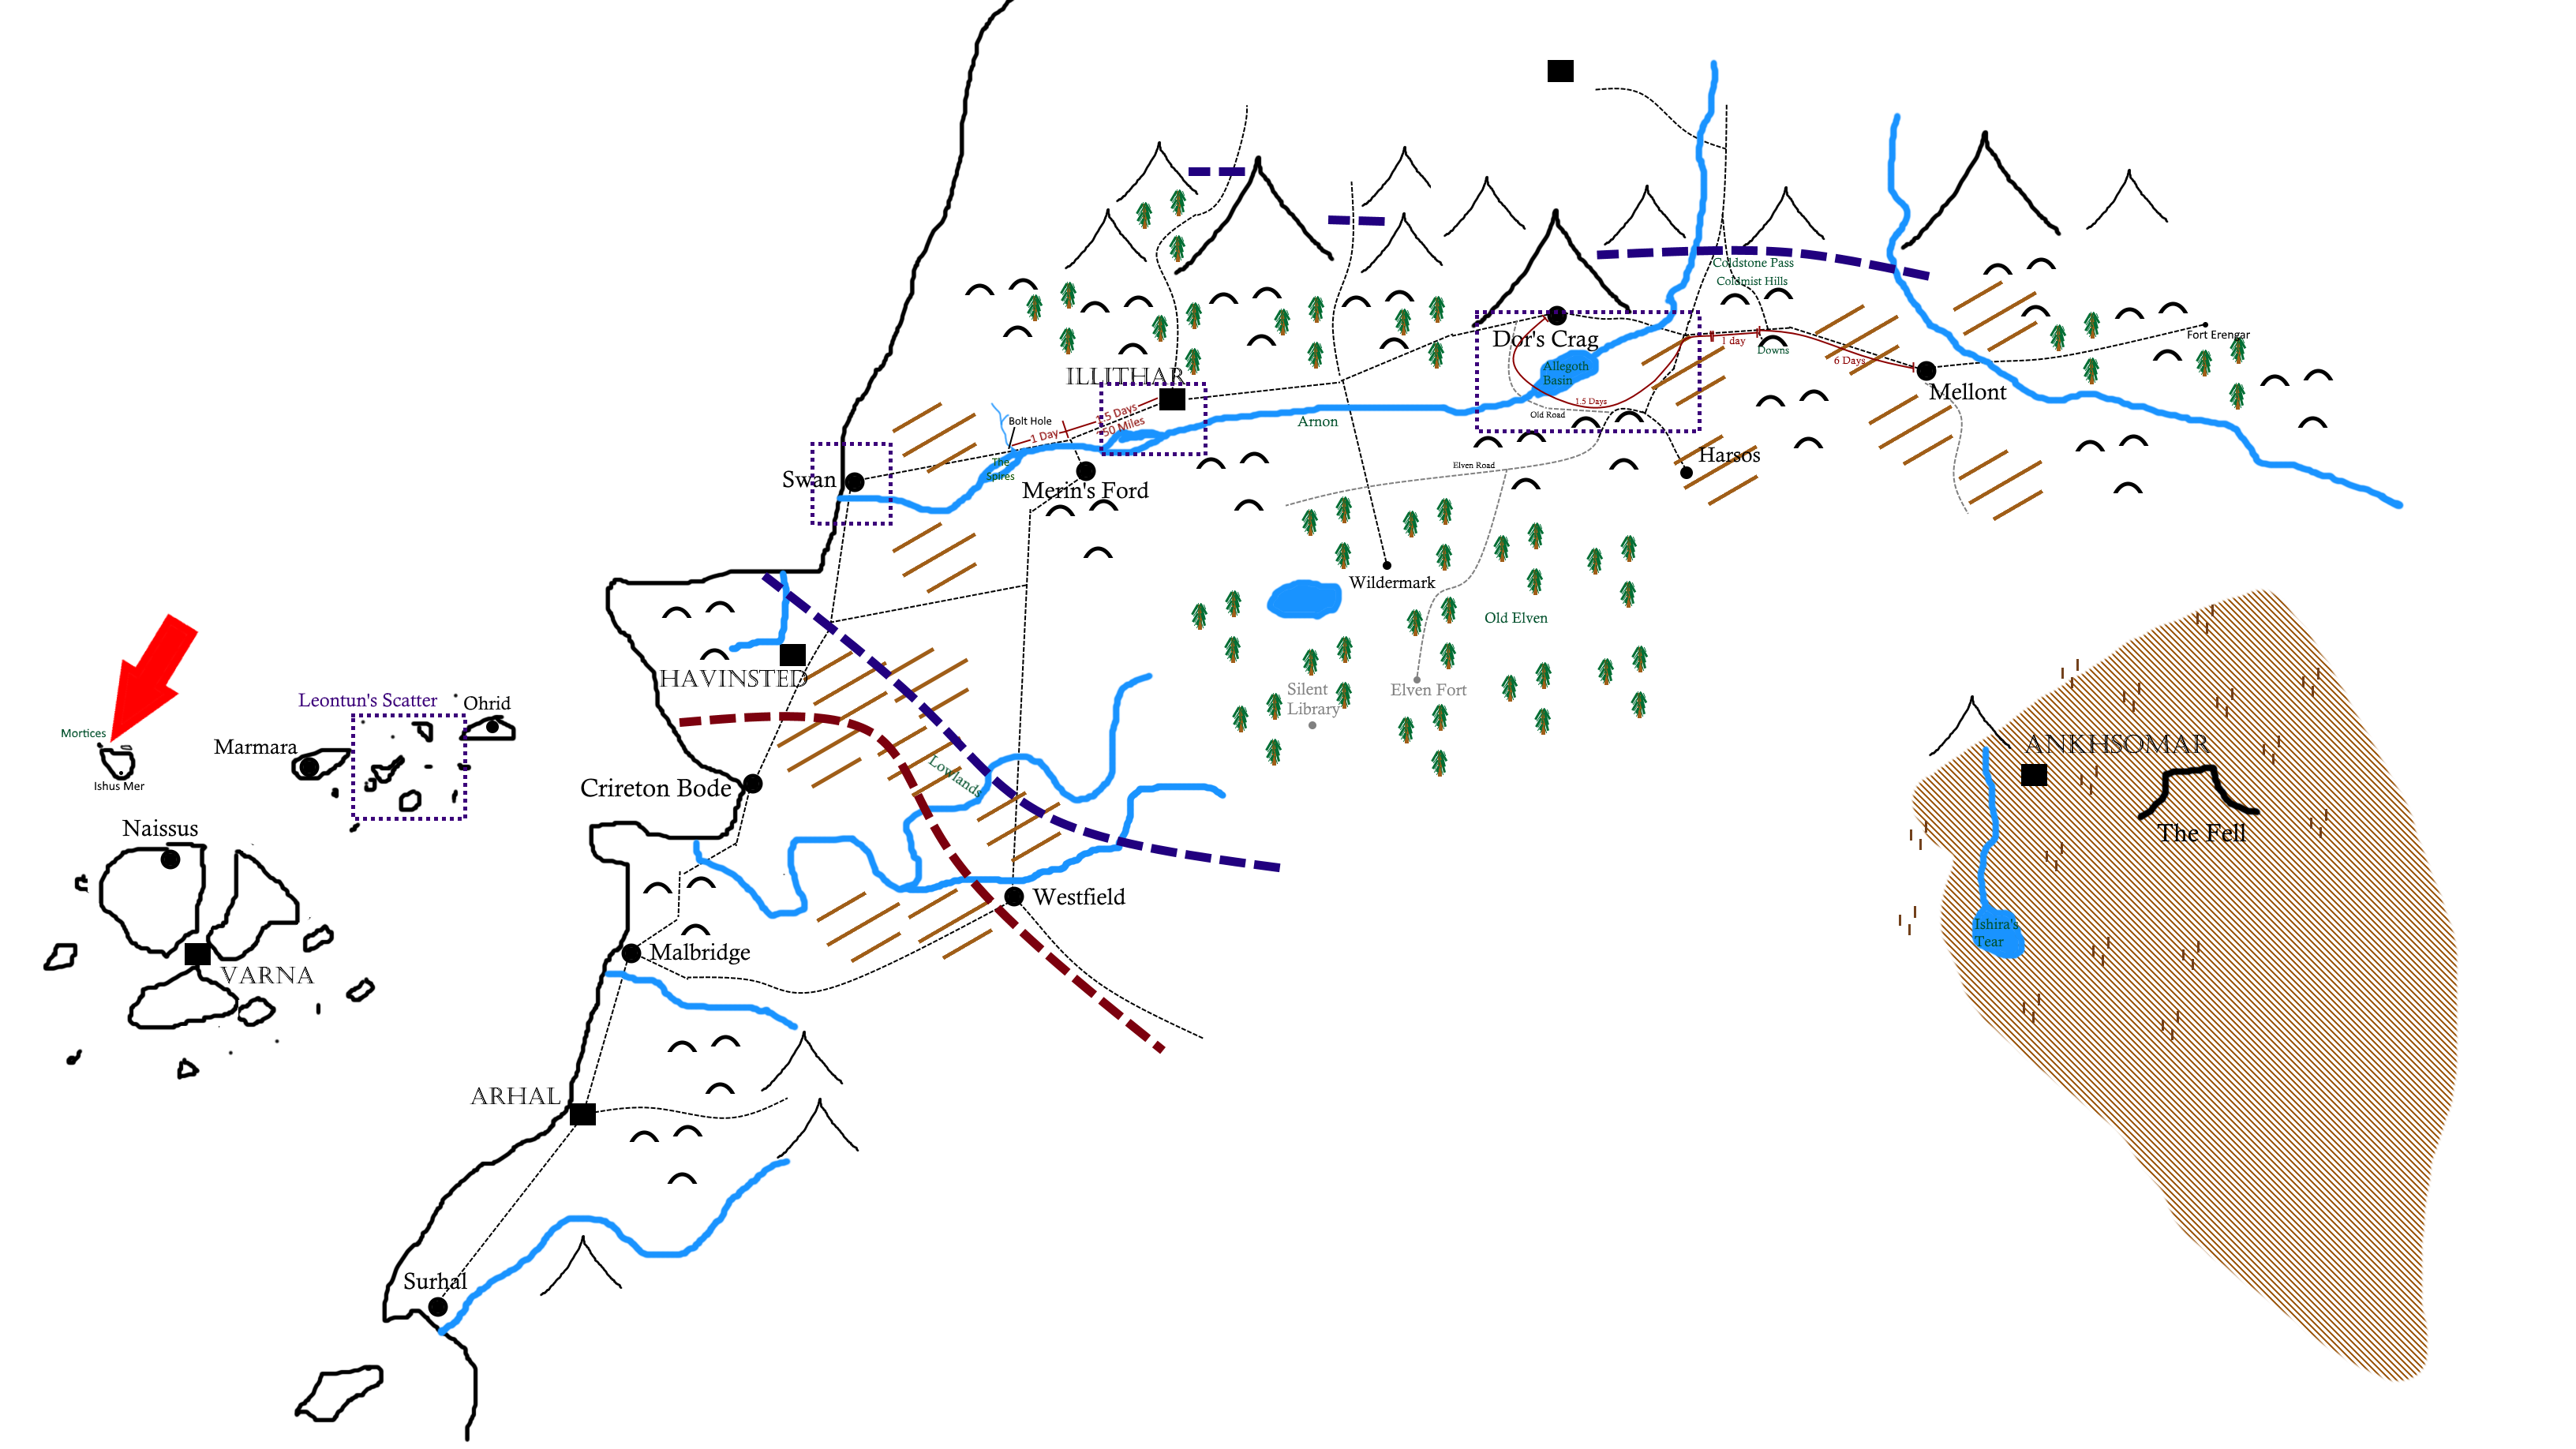 Coldstone Pass
Coldmist Hills
Dor's Crag
1 day
Downs
Fort Erengar
6 Days
Allegoth
Basin
ILLITHAR
Mellont
1.5 Days
Old Road
1.5 Days
50 Miles
Bolt Hole
1 Day
Arnon
Harsos
The
Spires
Elven Road
Swan
Merin's Ford
Wildermark
Old Elven
HAVINSTED
Silent
Library
Elven Fort
Leontun's Scatter
Ohrid
Mortices
Marmara
Ishus Mer
Lowlands
Crireton Bode
ANKHSOMAR
The Fell
Naissus
Westfield
Ishira's
Tear
Malbridge
VARNA
ARHAL
Surhal